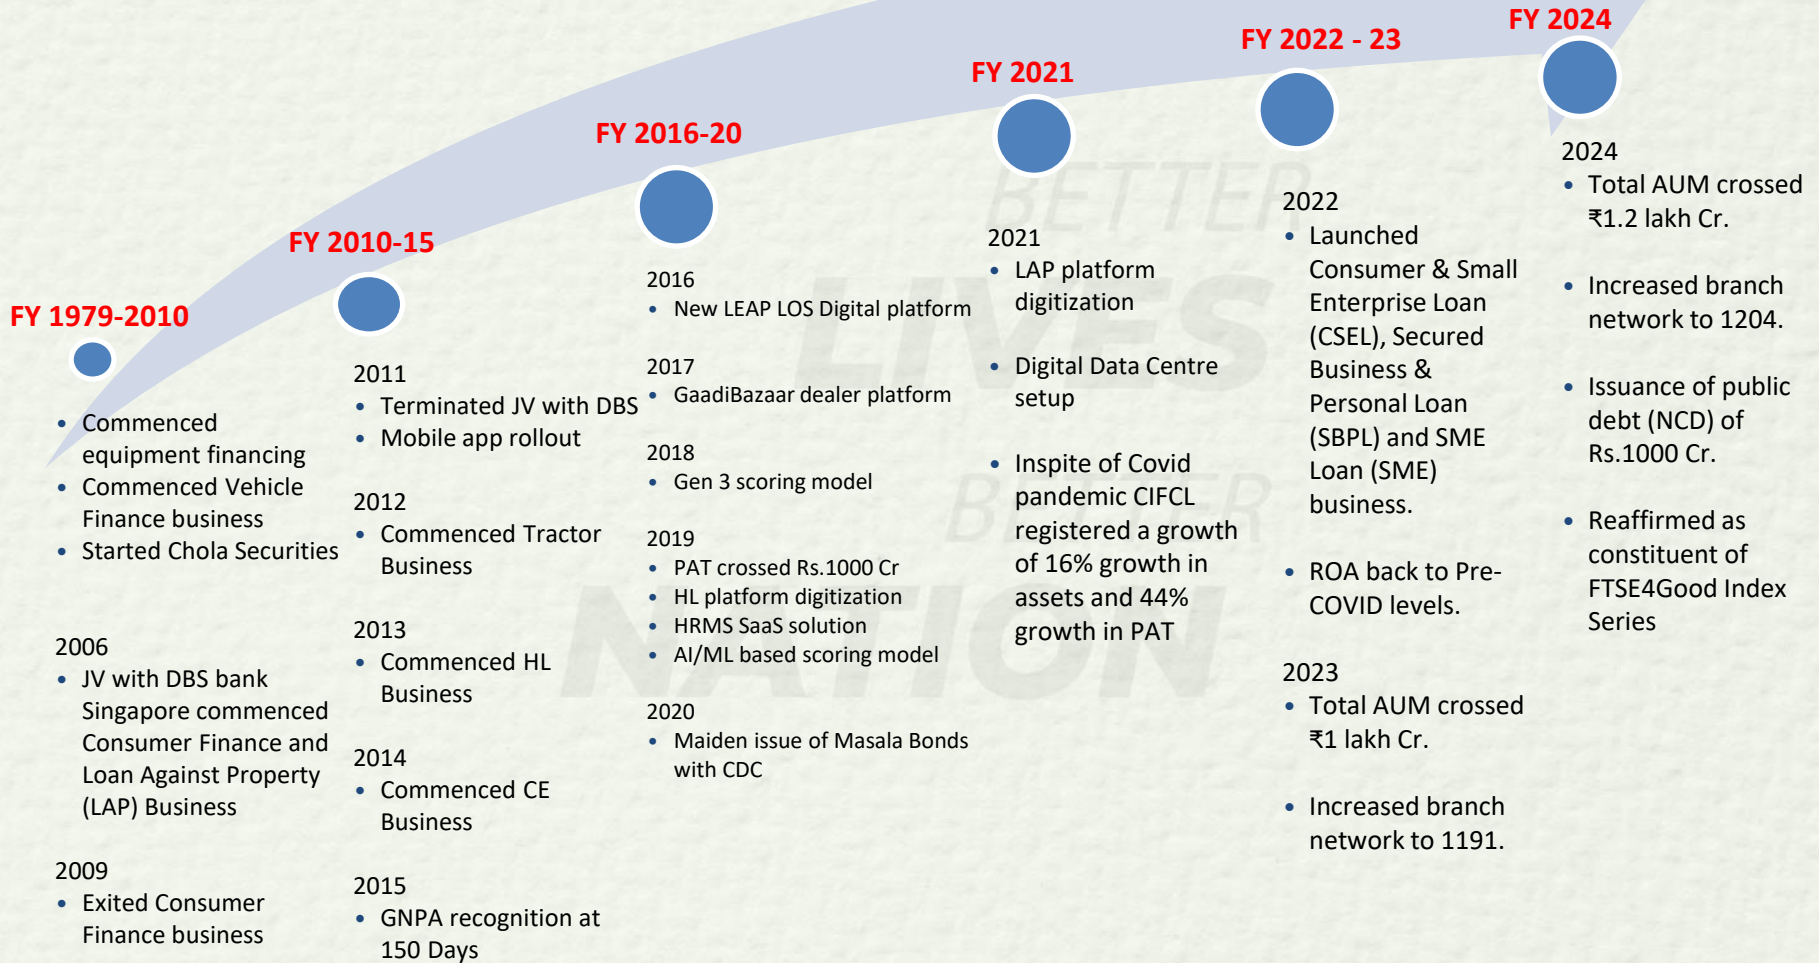 FY 1979-2010
• Commenced
equipment financing
• Commenced Vehicle
Finance business
• Started Chola Securities
2006
• JV with DBS bank
Singapore commenced
Consumer Finance and
Loan Against Property
(LAP) Business
2009
• Exited Consumer
Finance business
FY 2010-15
2011
• Terminated JV with DBS
• Mobile app rollout
2012
• Commenced Tractor
Business
2013
• Commenced HL
Business
2014
• Commenced CE
Business
2015
• GNPA recognition at
150 Days
FY 2016-20
2016
• New LEAP LOS Digital platform
2017
• GaadiBazaar dealer platform
2018
• Gen 3 scoring model
2019
• PAT crossed Rs.1000 Cr
• HL platform digitization
• HRMS SaaS solution
• AI/ML based scoring model
2020
• Maiden issue of Masala Bonds
with CDC
FY 2021
2021
• LAP platform
digitization
• Digital Data Centre
setup
• Inspite of Covid
pandemic CIFCL
registered a growth
of 16% growth in
assets and 44%
growth in PAT
FY 2022 - 23
2022
• Launched
Consumer & Small
Enterprise Loan
(CSEL), Secured
Business &
Personal Loan
(SBPL) and SME
Loan (SME)
business.
• ROA back to Pre-
COVID levels.
2023
• Total AUM crossed
₹1 lakh Cr.
• Increased branch
network to 1191.
FY 2024
2024
• Total AUM crossed
₹1.2 lakh Cr.
• Increased branch
network to 1204.
• Issuance of public
debt (NCD) of
Rs.1000 Cr.
• Reaffirmed as
constituent of
FTSE4Good Index
Series
BETTER
LIVES
BETTER
NATION